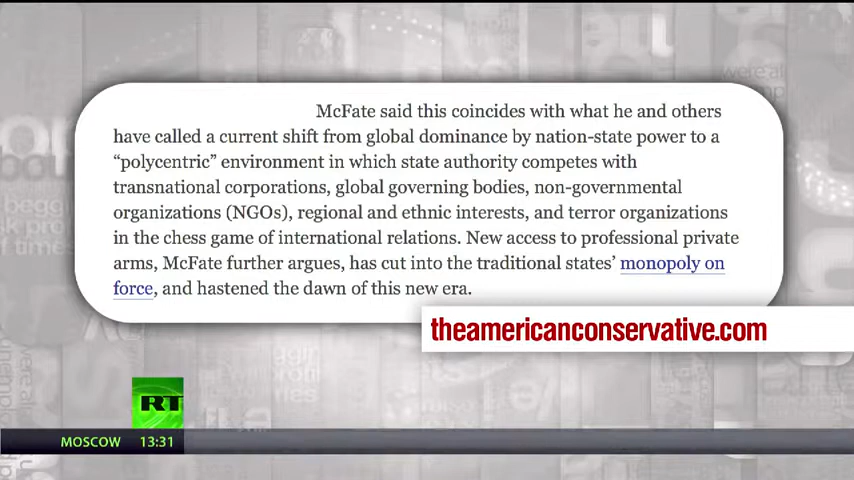 McFate said this coincides with what he and others
have called a current shift from global dominance by nation-state power to a
“polycentric” environment in which state authority competes with
transnational corporations, global governing bodies, non-governmental
organizations (NGOs), regional and ethnic interests, and terror organizations
in the chess game of international relations. New access to professional private
arms, McFate further argues, has cut into the traditional states’ monopoly on
force, and hastened the dawn of this new era.
theamericanconservative.com
RT
MOSCOW 13:31